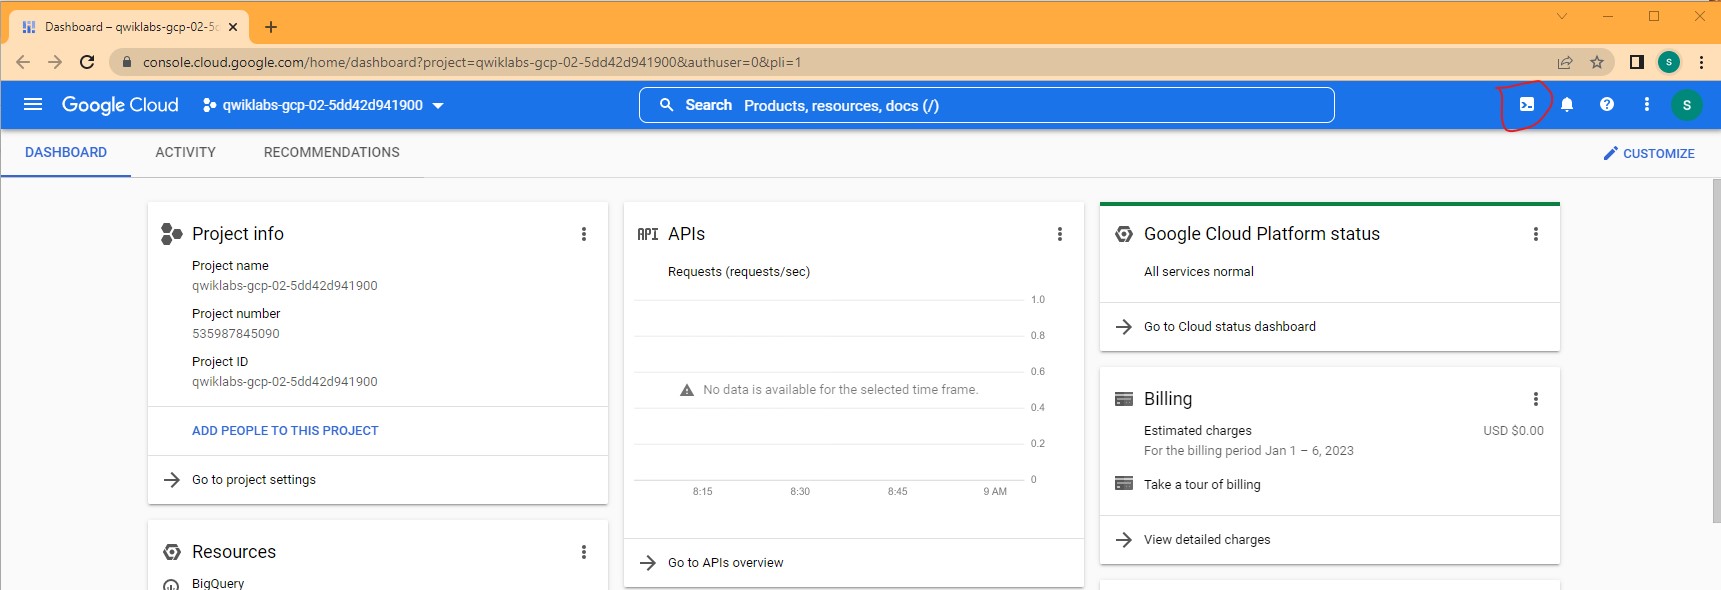 Dashboard – qwiklabs-gcp-02-5d
console.cloud.google.com/home/dashboard?project=qwiklabs-gcp-02-5dd42d941900&authuser=0&pli=1
S
Google Cloud
qwiklabs-gcp-02-5dd42d941900
Search Products, resources, docs (/)
S
DASHBOARD
ACTIVITY
RECOMMENDATIONS
CUSTOMIZE
Project info
Project name
qwiklabs-gcp-02-5dd42d941900
Project number
535987845090
Project ID
qwiklabs-gcp-02-5dd42d941900
ADD PEOPLE TO THIS PROJECT
Go to project settings
Resources
BigQuery
API APIs
Requests (requests/sec)
1.0
0.8
0.6
No data is available for the selected time frame.
0.4
0.2
0
8:15 8:30 8:45 9 AM
Go to APIs overview
Google Cloud Platform status
All services normal
Go to Cloud status dashboard
Billing
Estimated charges USD $0.00
For the billing period Jan 1 – 6, 2023
Take a tour of billing
View detailed charges